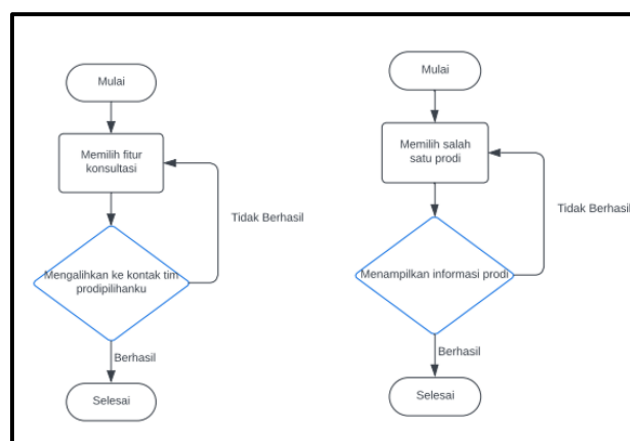 Mulai
Memilih fitur
konsultasi
Tidak Berhasil
Mengalihkan ke kontak tim
prodipilihanku
Berhasil
Selesai
Mulai
Memilih salah
satu prodi
Tidak Berhasil
Menampilkan informasi prodi
Berhasil
Selesai